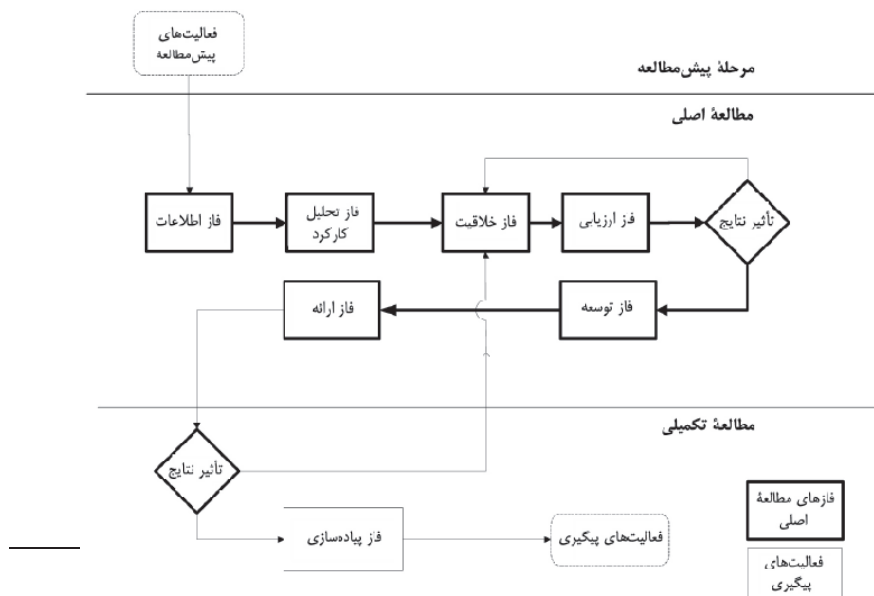 فعالیت‌های
پیش‌مطالعه
مرحلهٔ پیش‌مطالعه
مطالعهٔ اصلی
فاز اطلاعات
فاز تحلیل
کارکرد
فاز خلاقیت
فاز ارزیابی
تأثیر نتایج
فاز توسعه
فاز ارائه
مطالعهٔ تکمیلی
تأثیر نتایج
فاز پیاده‌سازی
فعالیت‌های پیگیری
فازهای مطالعهٔ
اصلی
فعالیت‌های
پیگیری